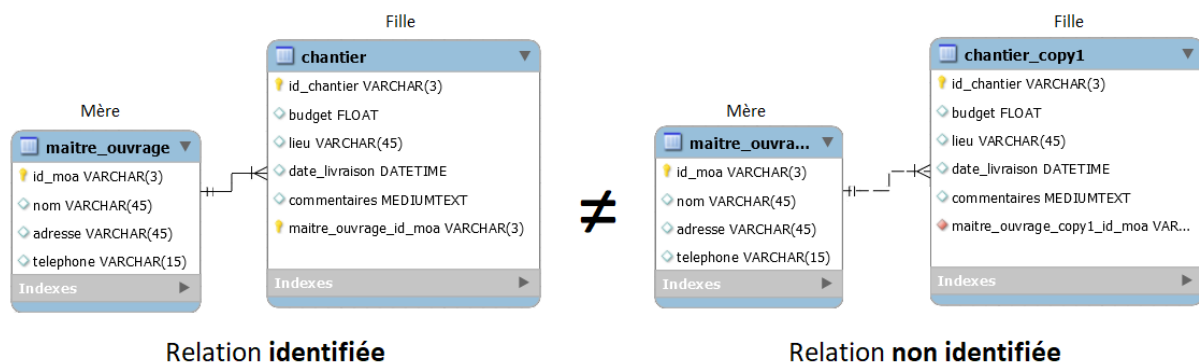 Fille
chantier
id_chantier VARCHAR(3)
budget FLOAT
lieu VARCHAR(45)
date_livraison DATETIME
commentaires MEDIUMTEXT
maitre_ouvrage_id_moa VARCHAR(3)
Indexes
Mère
maitre_ouvrage
id_moa VARCHAR(3)
nom VARCHAR(45)
adresse VARCHAR(45)
telephone VARCHAR(15)
Indexes
Relation identifiée
≠
Fille
chantier_copy1
id_chantier VARCHAR(3)
budget FLOAT
lieu VARCHAR(45)
date_livraison DATETIME
commentaires MEDIUMTEXT
maitre_ouvrage_copy1_id_moa VAR...
Indexes
Mère
maitre_ouvra...
id_moa VARCHAR(3)
nom VARCHAR(45)
adresse VARCHAR(45)
telephone VARCHAR(15)
Indexes
Relation non identifiée